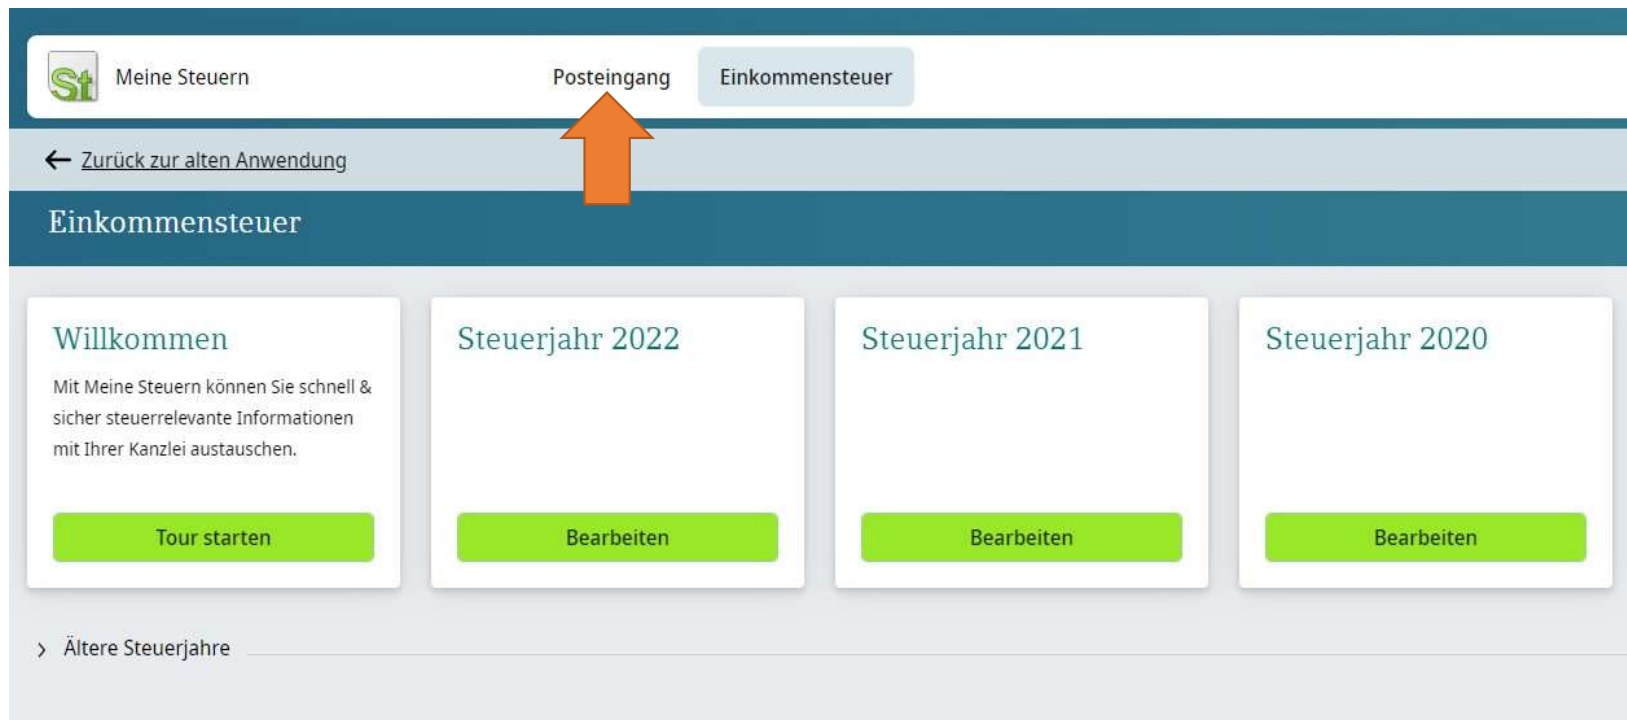 St
Meine Steuern
Posteingang
Einkommensteuer
Zurück zur alten Anwendung
Einkommensteuer
Willkommen
Mit Meine Steuern können Sie schnell &
sicher steuerrelevante Informationen
mit Ihrer Kanzlei austauschen.
Tour starten
Steuerjahr 2022
Bearbeiten
Steuerjahr 2021
Bearbeiten
Steuerjahr 2020
Bearbeiten
Ältere Steuerjahre